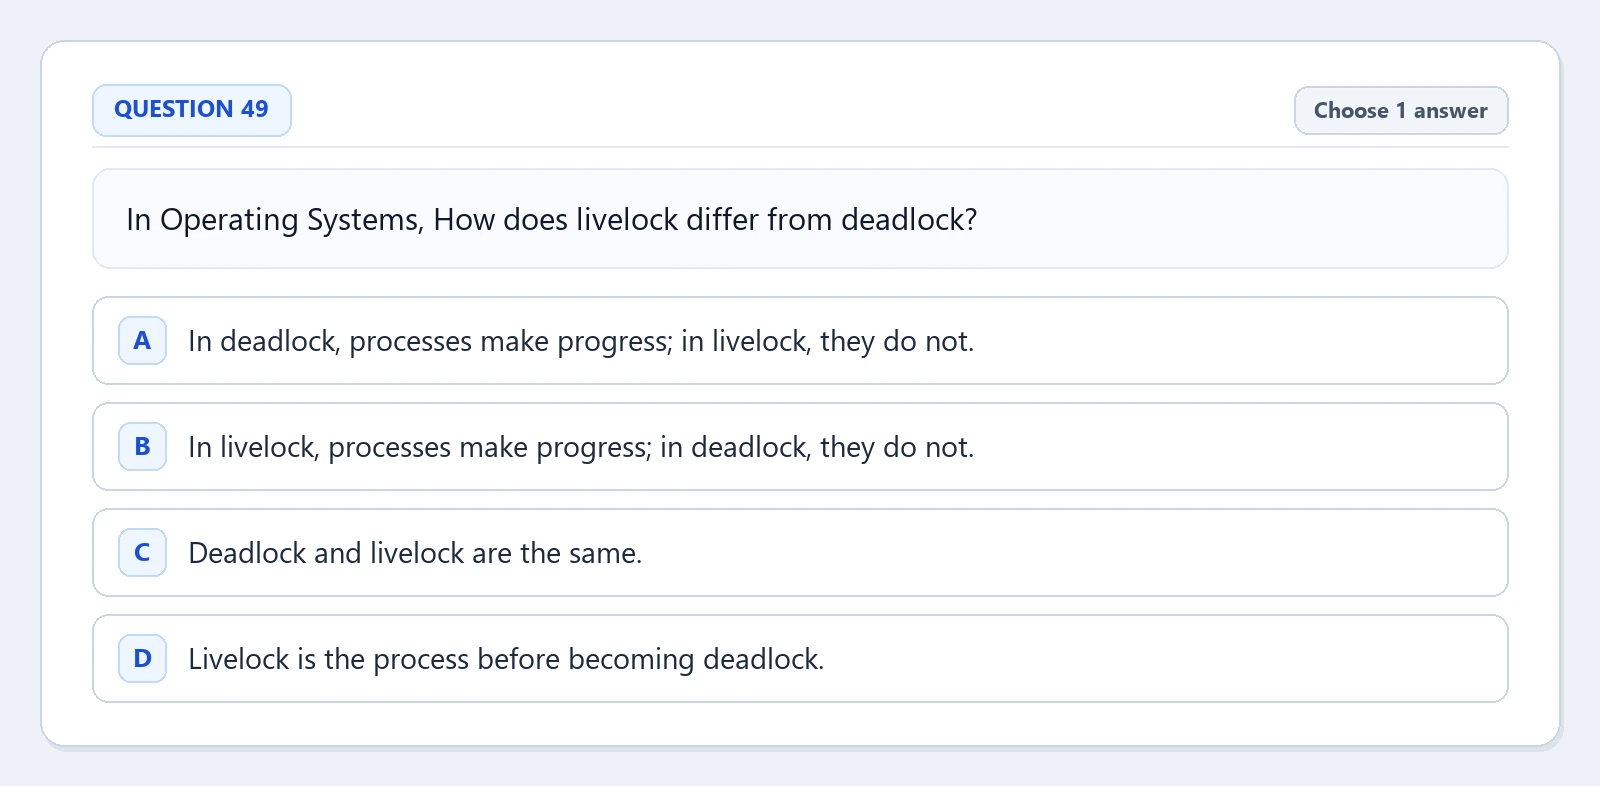 QUESTION 49
Choose 1 answer
In Operating Systems, How does livelock differ from deadlock?
A In deadlock, processes make progress; in livelock, they do not.
B In livelock, processes make progress; in deadlock, they do not.
C Deadlock and livelock are the same.
D Livelock is the process before becoming deadlock.